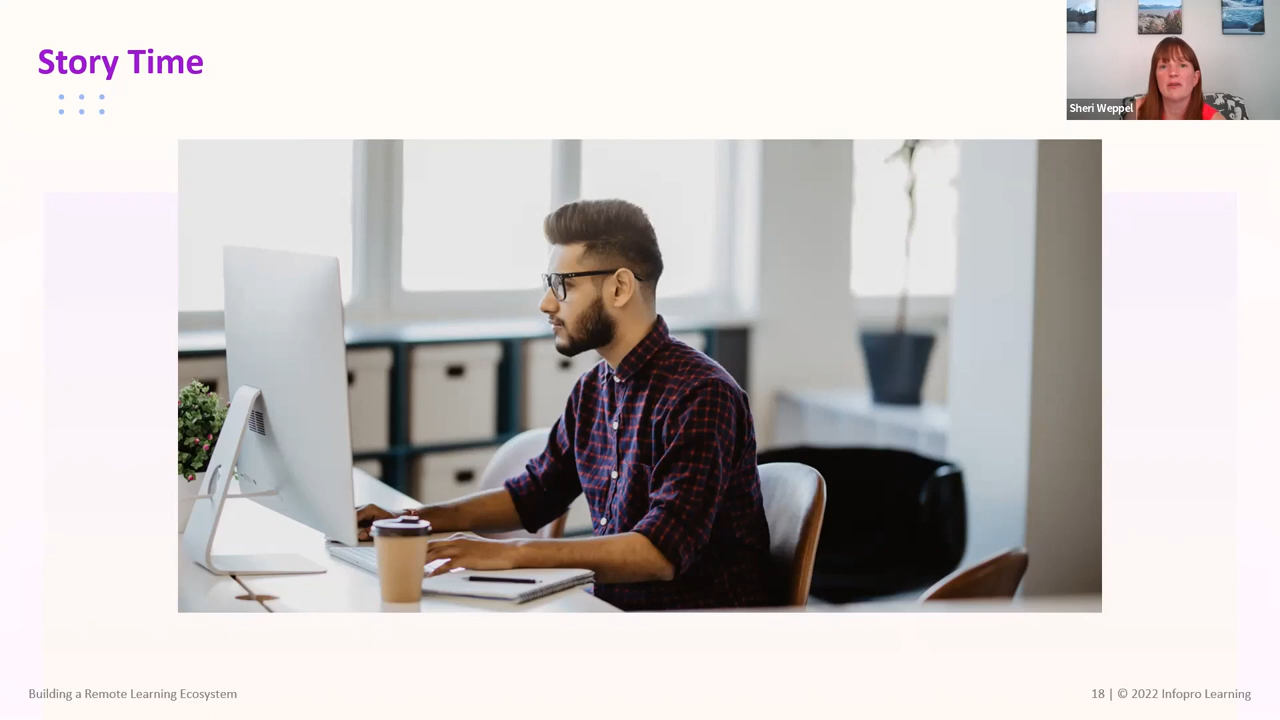 Story Time
Sheri Weppel
Building a Remote Learning Ecosystem
18 | © 2022 Infopro Learning